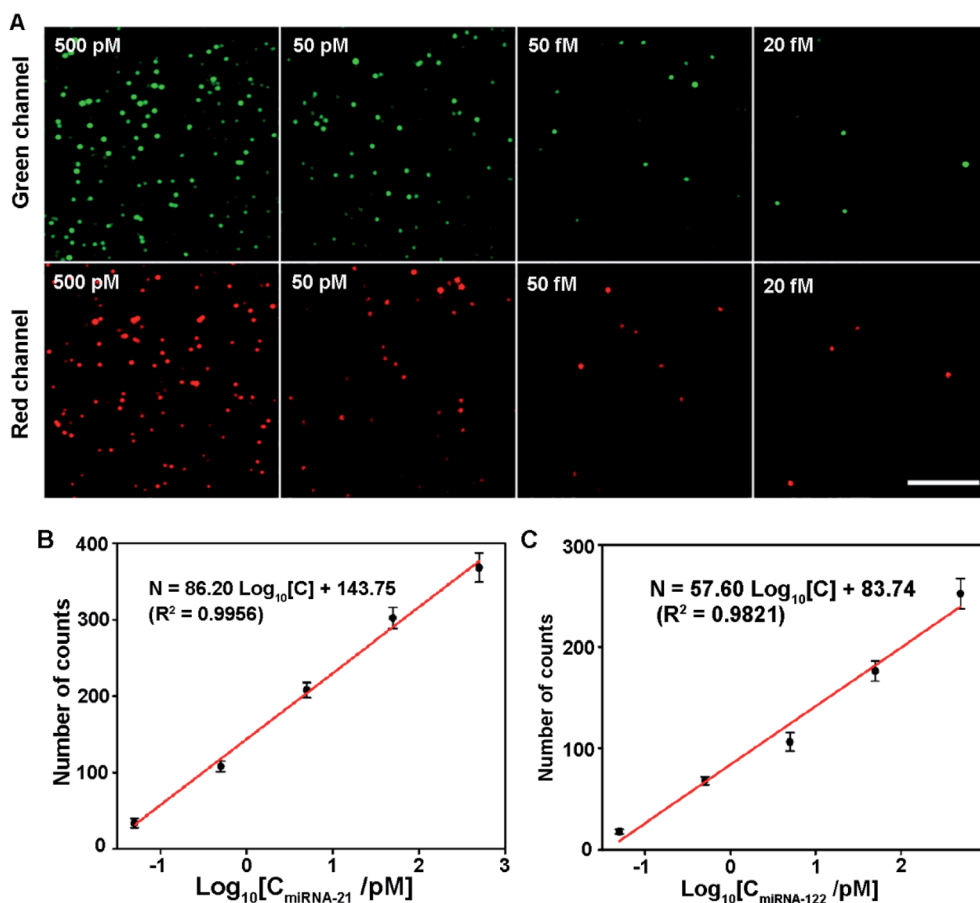 A
Green channel
500 pM
50 pM
50 fM
20 fM
Red channel
500 pM
50 pM
50 fM
20 fM
B
Number of counts
400
300
200
100
0
N = 86.20 Log₁₀[C] + 143.75
(R² = 0.9956)
-1
0
1
2
3
Log₁₀[C miRNA-21 /pM]
C
Number of counts
300
200
100
0
N = 57.60 Log₁₀[C] + 83.74
(R² = 0.9821)
-1
0
1
2
Log₁₀[C miRNA-122 /pM]